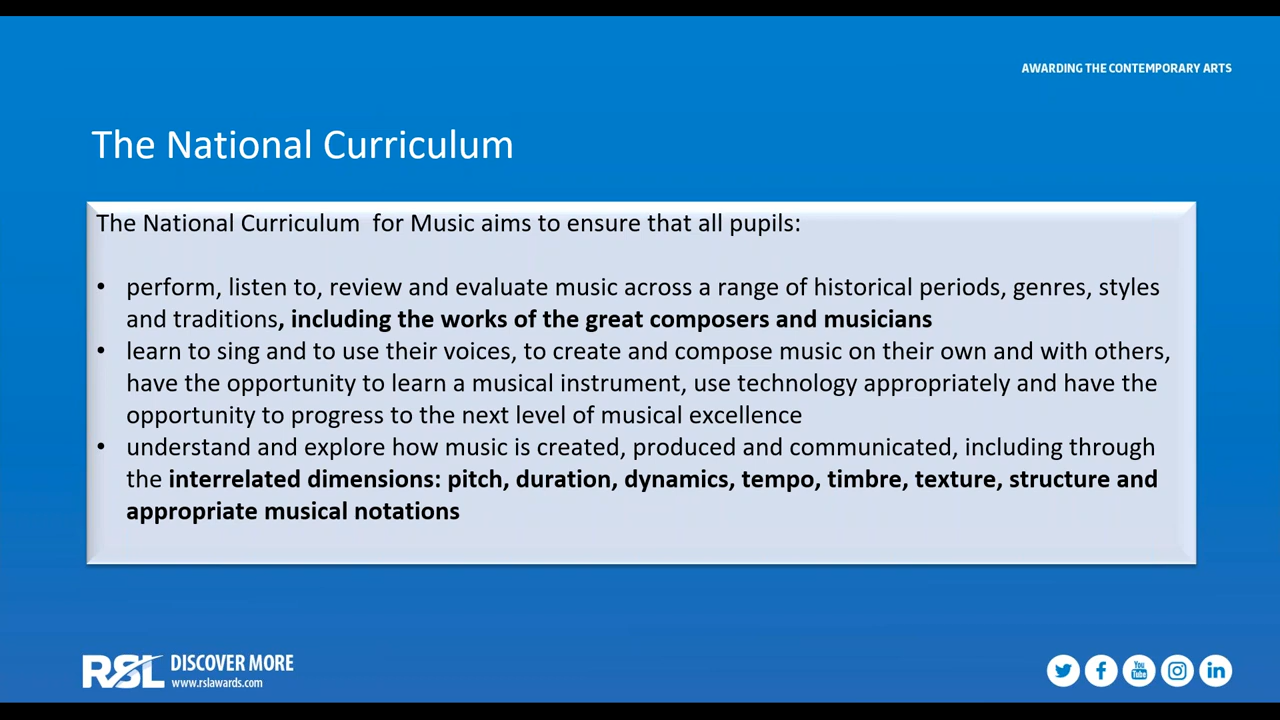 AWARDING THE CONTEMPORARY ARTS
The National Curriculum
The National Curriculum  for Music aims to ensure that all pupils:
• perform, listen to, review and evaluate music across a range of historical periods, genres, styles
and traditions, including the works of the great composers and musicians
• learn to sing and to use their voices, to create and compose music on their own and with others,
have the opportunity to learn a musical instrument, use technology appropriately and have the
opportunity to progress to the next level of musical excellence
• understand and explore how music is created, produced and communicated, including through
the interrelated dimensions: pitch, duration, dynamics, tempo, timbre, texture, structure and
appropriate musical notations
RSL DISCOVER MORE
www.rslawards.com
You Tube
in